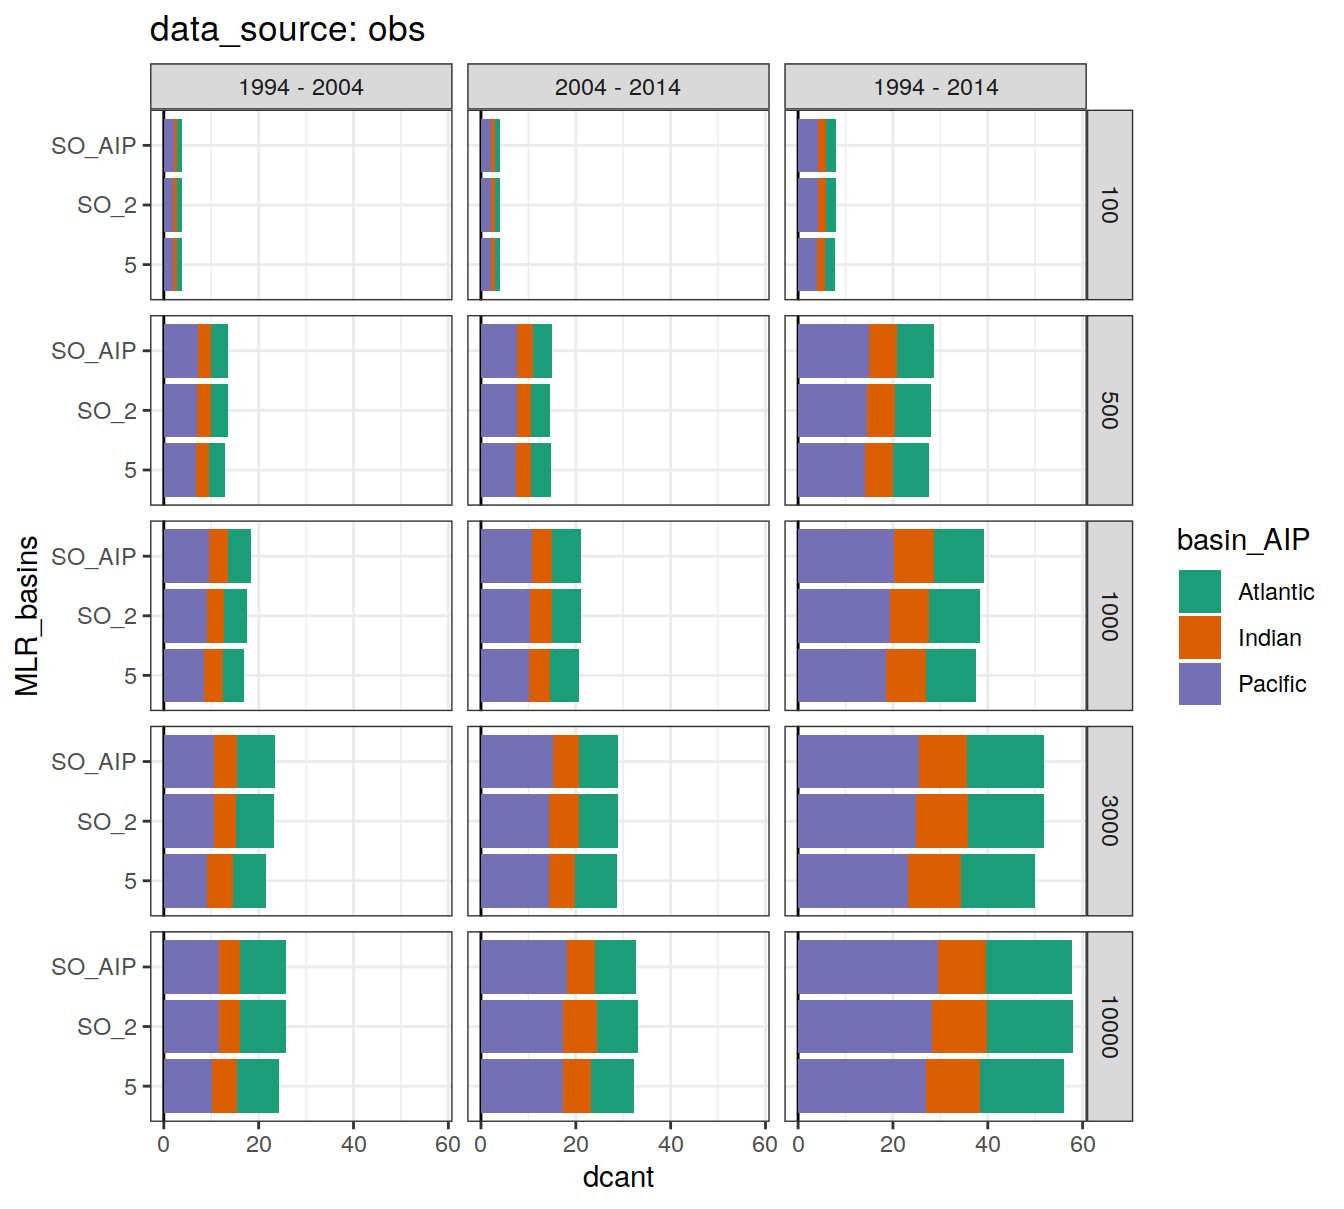 data_source: obs
1994 - 2004
2004 - 2014
1994 - 2014
SO_AIP
SO_2
5
100
SO_AIP
SO_2
5
500
SO_AIP
SO_2
5
1000
SO_AIP
SO_2
5
3000
SO_AIP
SO_2
5
10000
MLR_basins
0 20 40 60
0 20 40 60
0 20 40 60
dcant
basin_AIP
Atlantic
Indian
Pacific